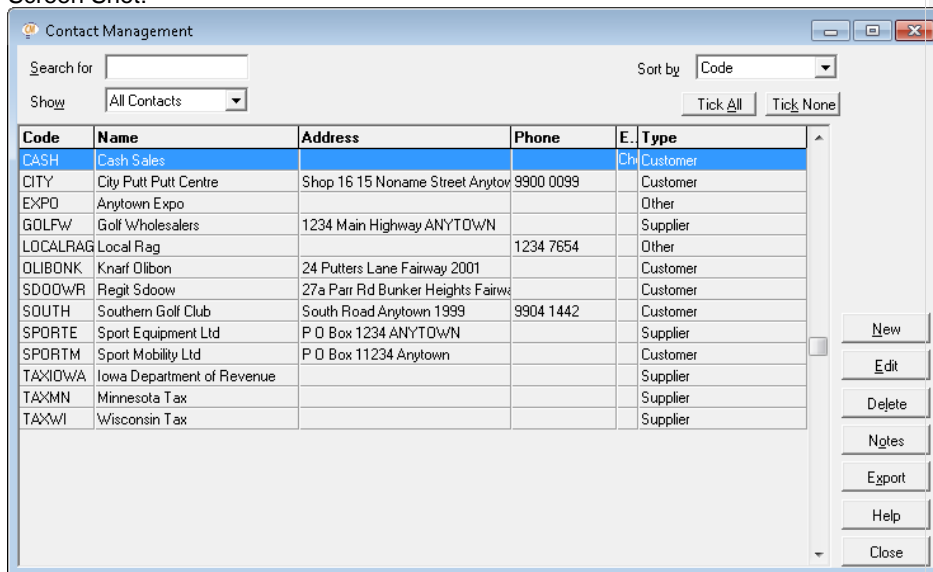 Screen Shot:
Contact Management
Search for
Sort by Code
Show All Contacts
Tick All Tick None
Code Name Address Phone E.. Type
CASH Cash Sales Customer
CITY City Putt Putt Centre Shop 16 15 Noname Street Anytow 9900 0099 Customer
EXPO Anytown Expo Other
GOLFW Golf Wholesalers 1234 Main Highway ANYTOWN Supplier
LOCALRAG Local Rag 1234 7654 Other
OLIBONK Knarf Olibon 24 Putters Lane Fairway 2001 Customer
SDOOWR Regit Sdoow 27a Parr Rd Bunker Heights Fairwa Customer
SOUTH Southern Golf Club South Road Anytown 1999 9904 1442 Customer
SPORTE Sport Equipment Ltd P O Box 1234 ANYTOWN Supplier
SPORTM Sport Mobility Ltd P O Box 11234 Anytown Customer
TAXIOWA Iowa Department of Revenue Supplier
TAXMN Minnesota Tax Supplier
TAXWI Wisconsin Tax Supplier
New
Edit
Delete
Notes
Export
Help
Close